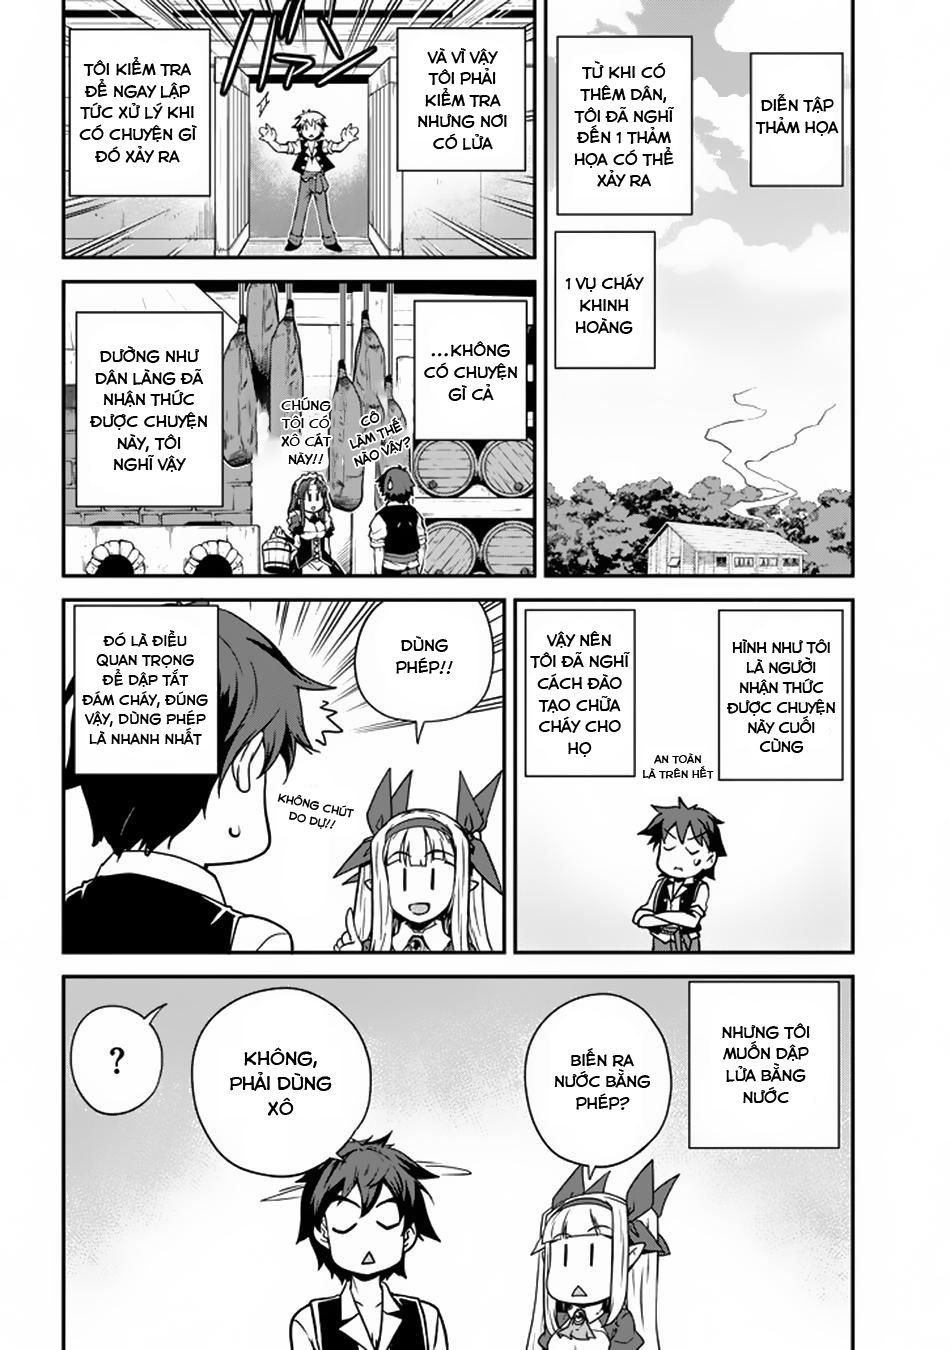 DIỄN TẬP
THẢM HỌA
TỪ KHI CÓ
THÊM DÂN,
TÔI ĐÃ NGHĨ
ĐẾN 1 THẢM
HỌA CÓ THỂ
XẢY RA
1 VỤ CHÁY
KINH
HOÀNG
VÀ VÌ VẬY
TÔI PHẢI
KIỂM TRA
NHƯNG NƠI
CÓ LỬA
TÔI KIỂM TRA
ĐỂ NGAY LẬP
TỨC XỬ LÝ KHI
CÓ CHUYỆN GÌ
ĐÓ XẢY RA
...KHÔNG
CÓ CHUYỆN
GÌ CẢ
CÔ
LÀM THẾ
NÀO VẬY?
CHÚNG
TÔI CÓ
XÔ CÁT
NÀY!!
DƯỜNG NHƯ
DÂN LÀNG ĐÃ
NHẬN THỨC
ĐƯỢC CHUYỆN
NÀY, TÔI
NGHĨ VẬY
HÌNH NHƯ TÔI
LÀ NGƯỜI
NHẬN THỨC
ĐƯỢC CHUYỆN
NÀY CUỐI
CÙNG
VẬY NÊN
TÔI ĐÃ NGHĨ
CÁCH ĐÀO
TẠO CHỮA
CHÁY CHO
HỌ
AN TOÀN
LÀ TRÊN HẾT
DÙNG
PHÉP!!
KHÔNG CHÚT
DO DỰ!!
ĐÓ LÀ ĐIỀU
QUAN TRỌNG
ĐỂ DẬP TẮT
ĐÁM CHÁY, ĐÚNG
VẬY, DÙNG PHÉP
LÀ NHANH NHẤT
NHƯNG TÔI
MUỐN DẬP
LỬA BẰNG
NƯỚC
BIẾN RA
NƯỚC BẰNG
PHÉP?
KHÔNG,
PHẢI DÙNG
XÔ
?